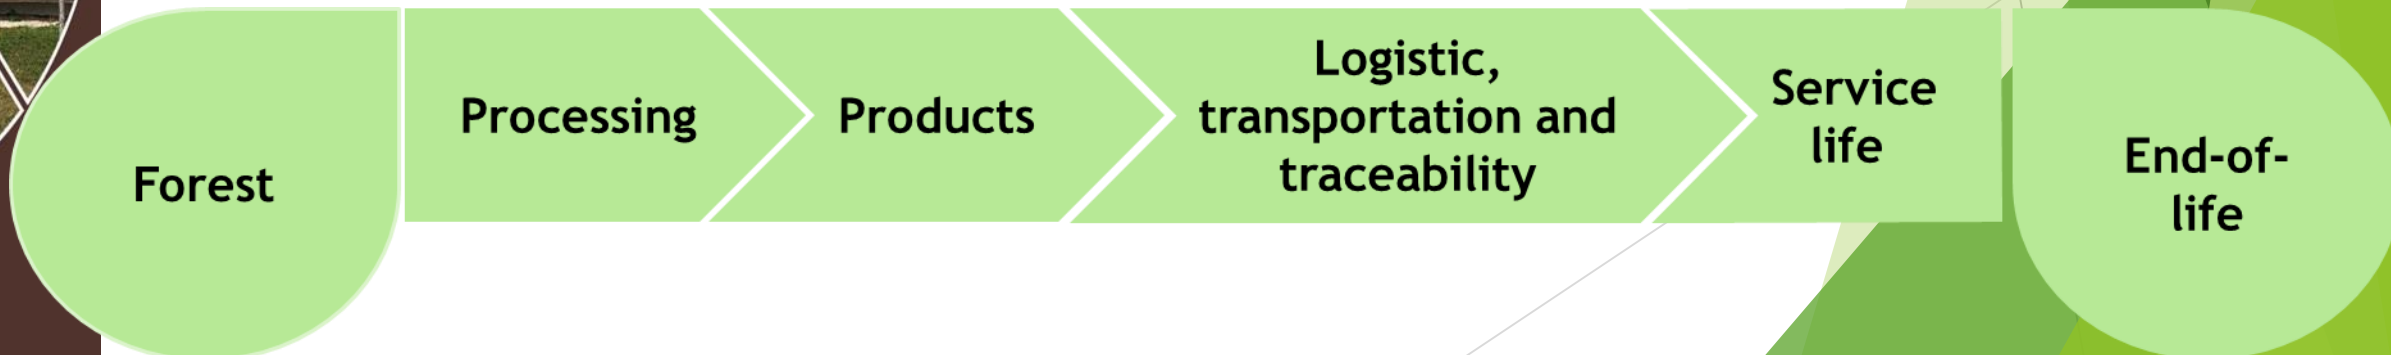 Forest
Processing
Products
Logistic,
transportation and
traceability
Service
life
End-of-
life